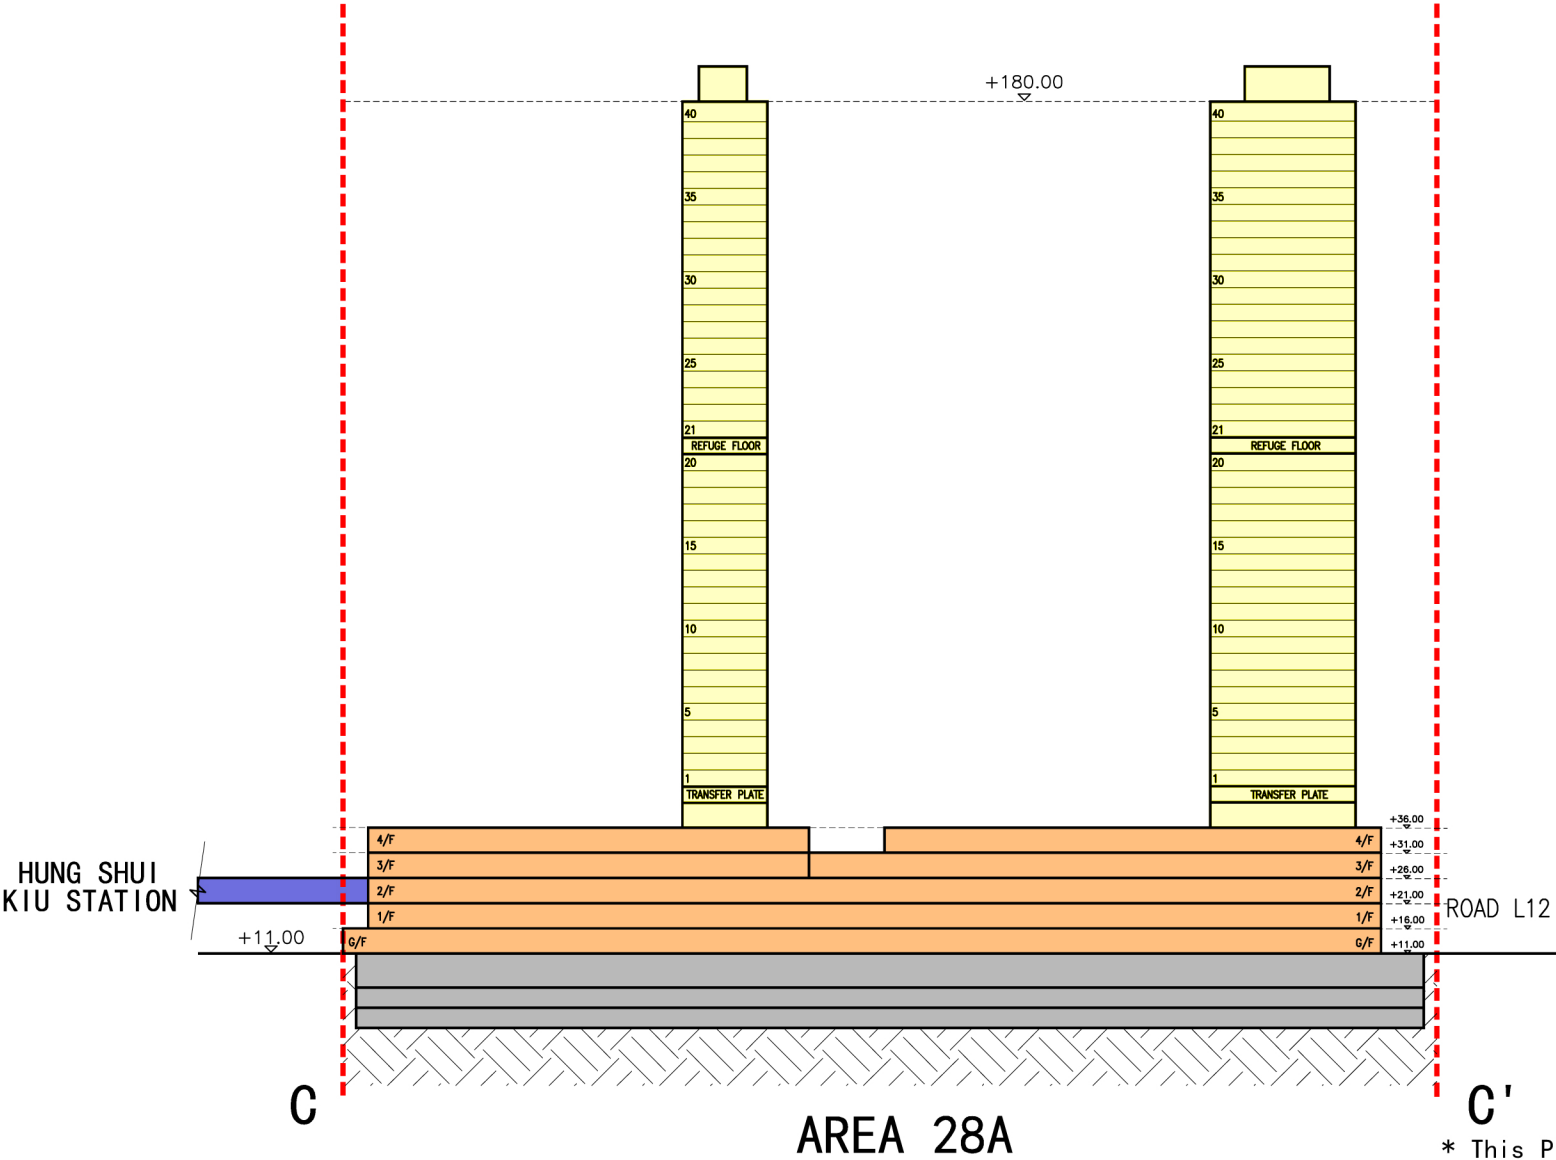 +180.00
40
40
35
35
30
30
25
25
21
21
REFUGE FLOOR
REFUGE FLOOR
20
20
15
15
10
10
5
5
1
1
TRANSFER PLATE
TRANSFER PLATE
+36.00
4/F
4/F
+31.00
3/F
3/F
+26.00
HUNG SHUI
KIU STATION
2/F
2/F
+21.00
ROAD L12
1/F
1/F
+16.00
+11.00
G/F
G/F
+11.00
C
C'
AREA 28A
* This P